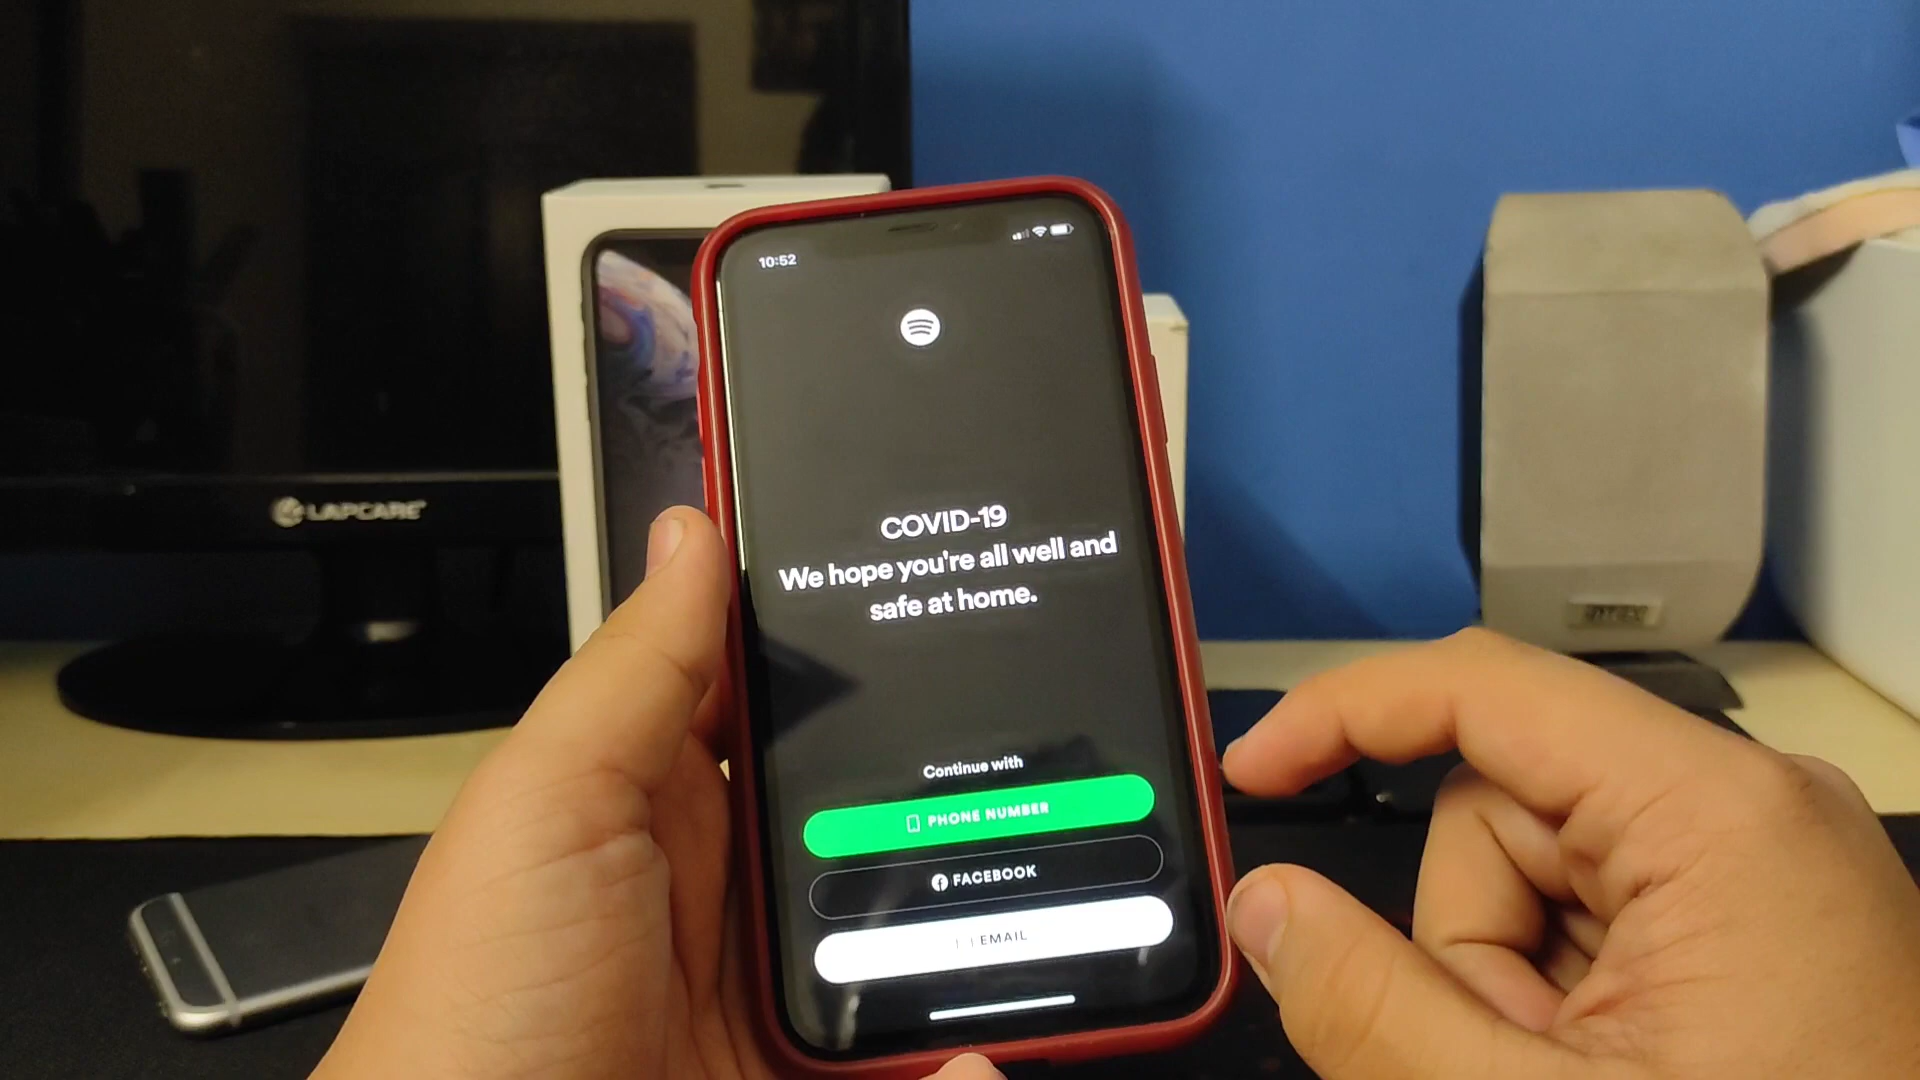 10:52
COVID-19
We hope you're all well and
safe at home.
Continue with
PHONE NUMBER
FACEBOOK
EMAIL
LAPCARE
INTEX